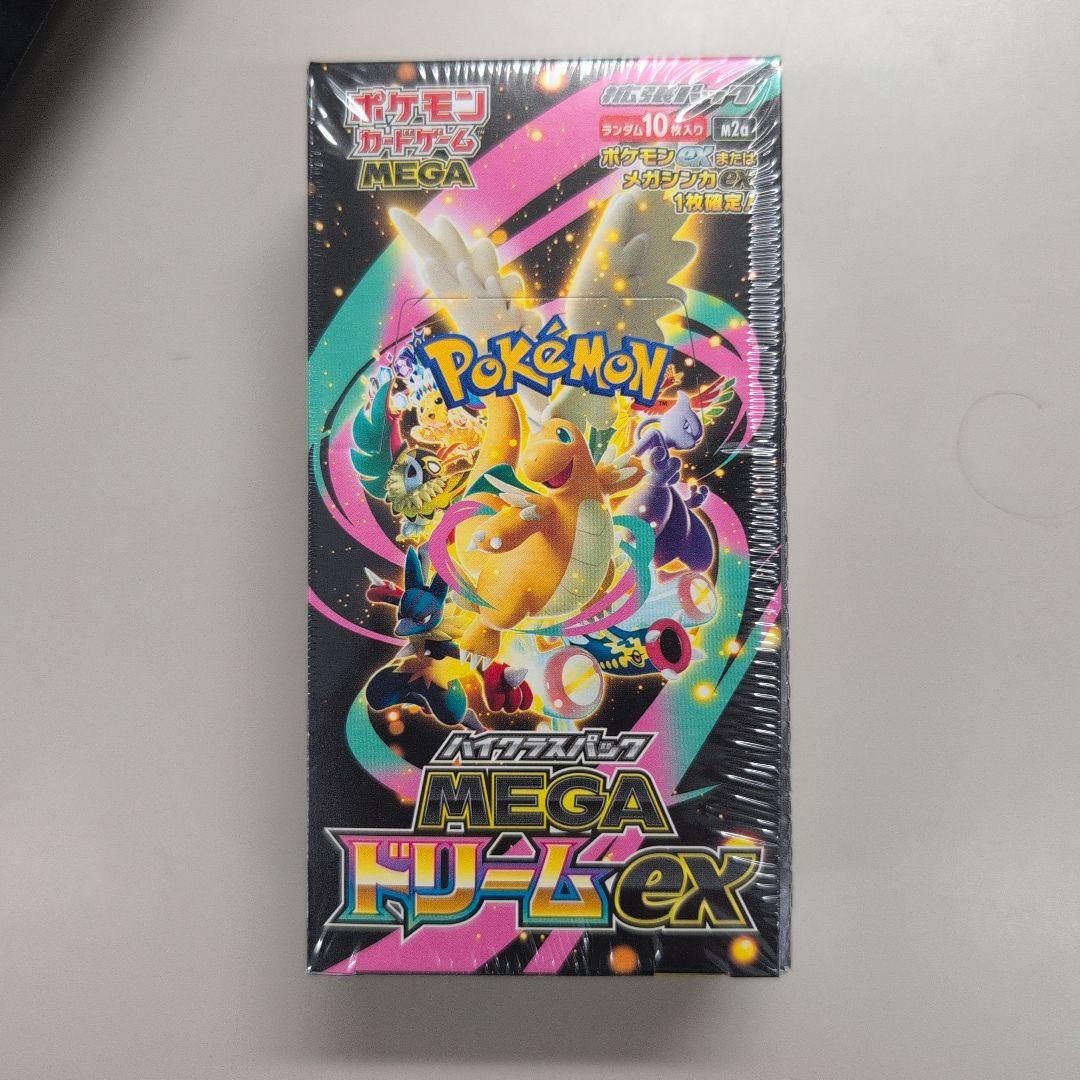 ポケモン
カードゲーム
MEGA
拡張パック
ランダム10枚入り M2a
ポケモンexまたは
メガシンカex
1枚確定!
POKéMON
TM
ハイクラスパック
MEGA
ドリームex